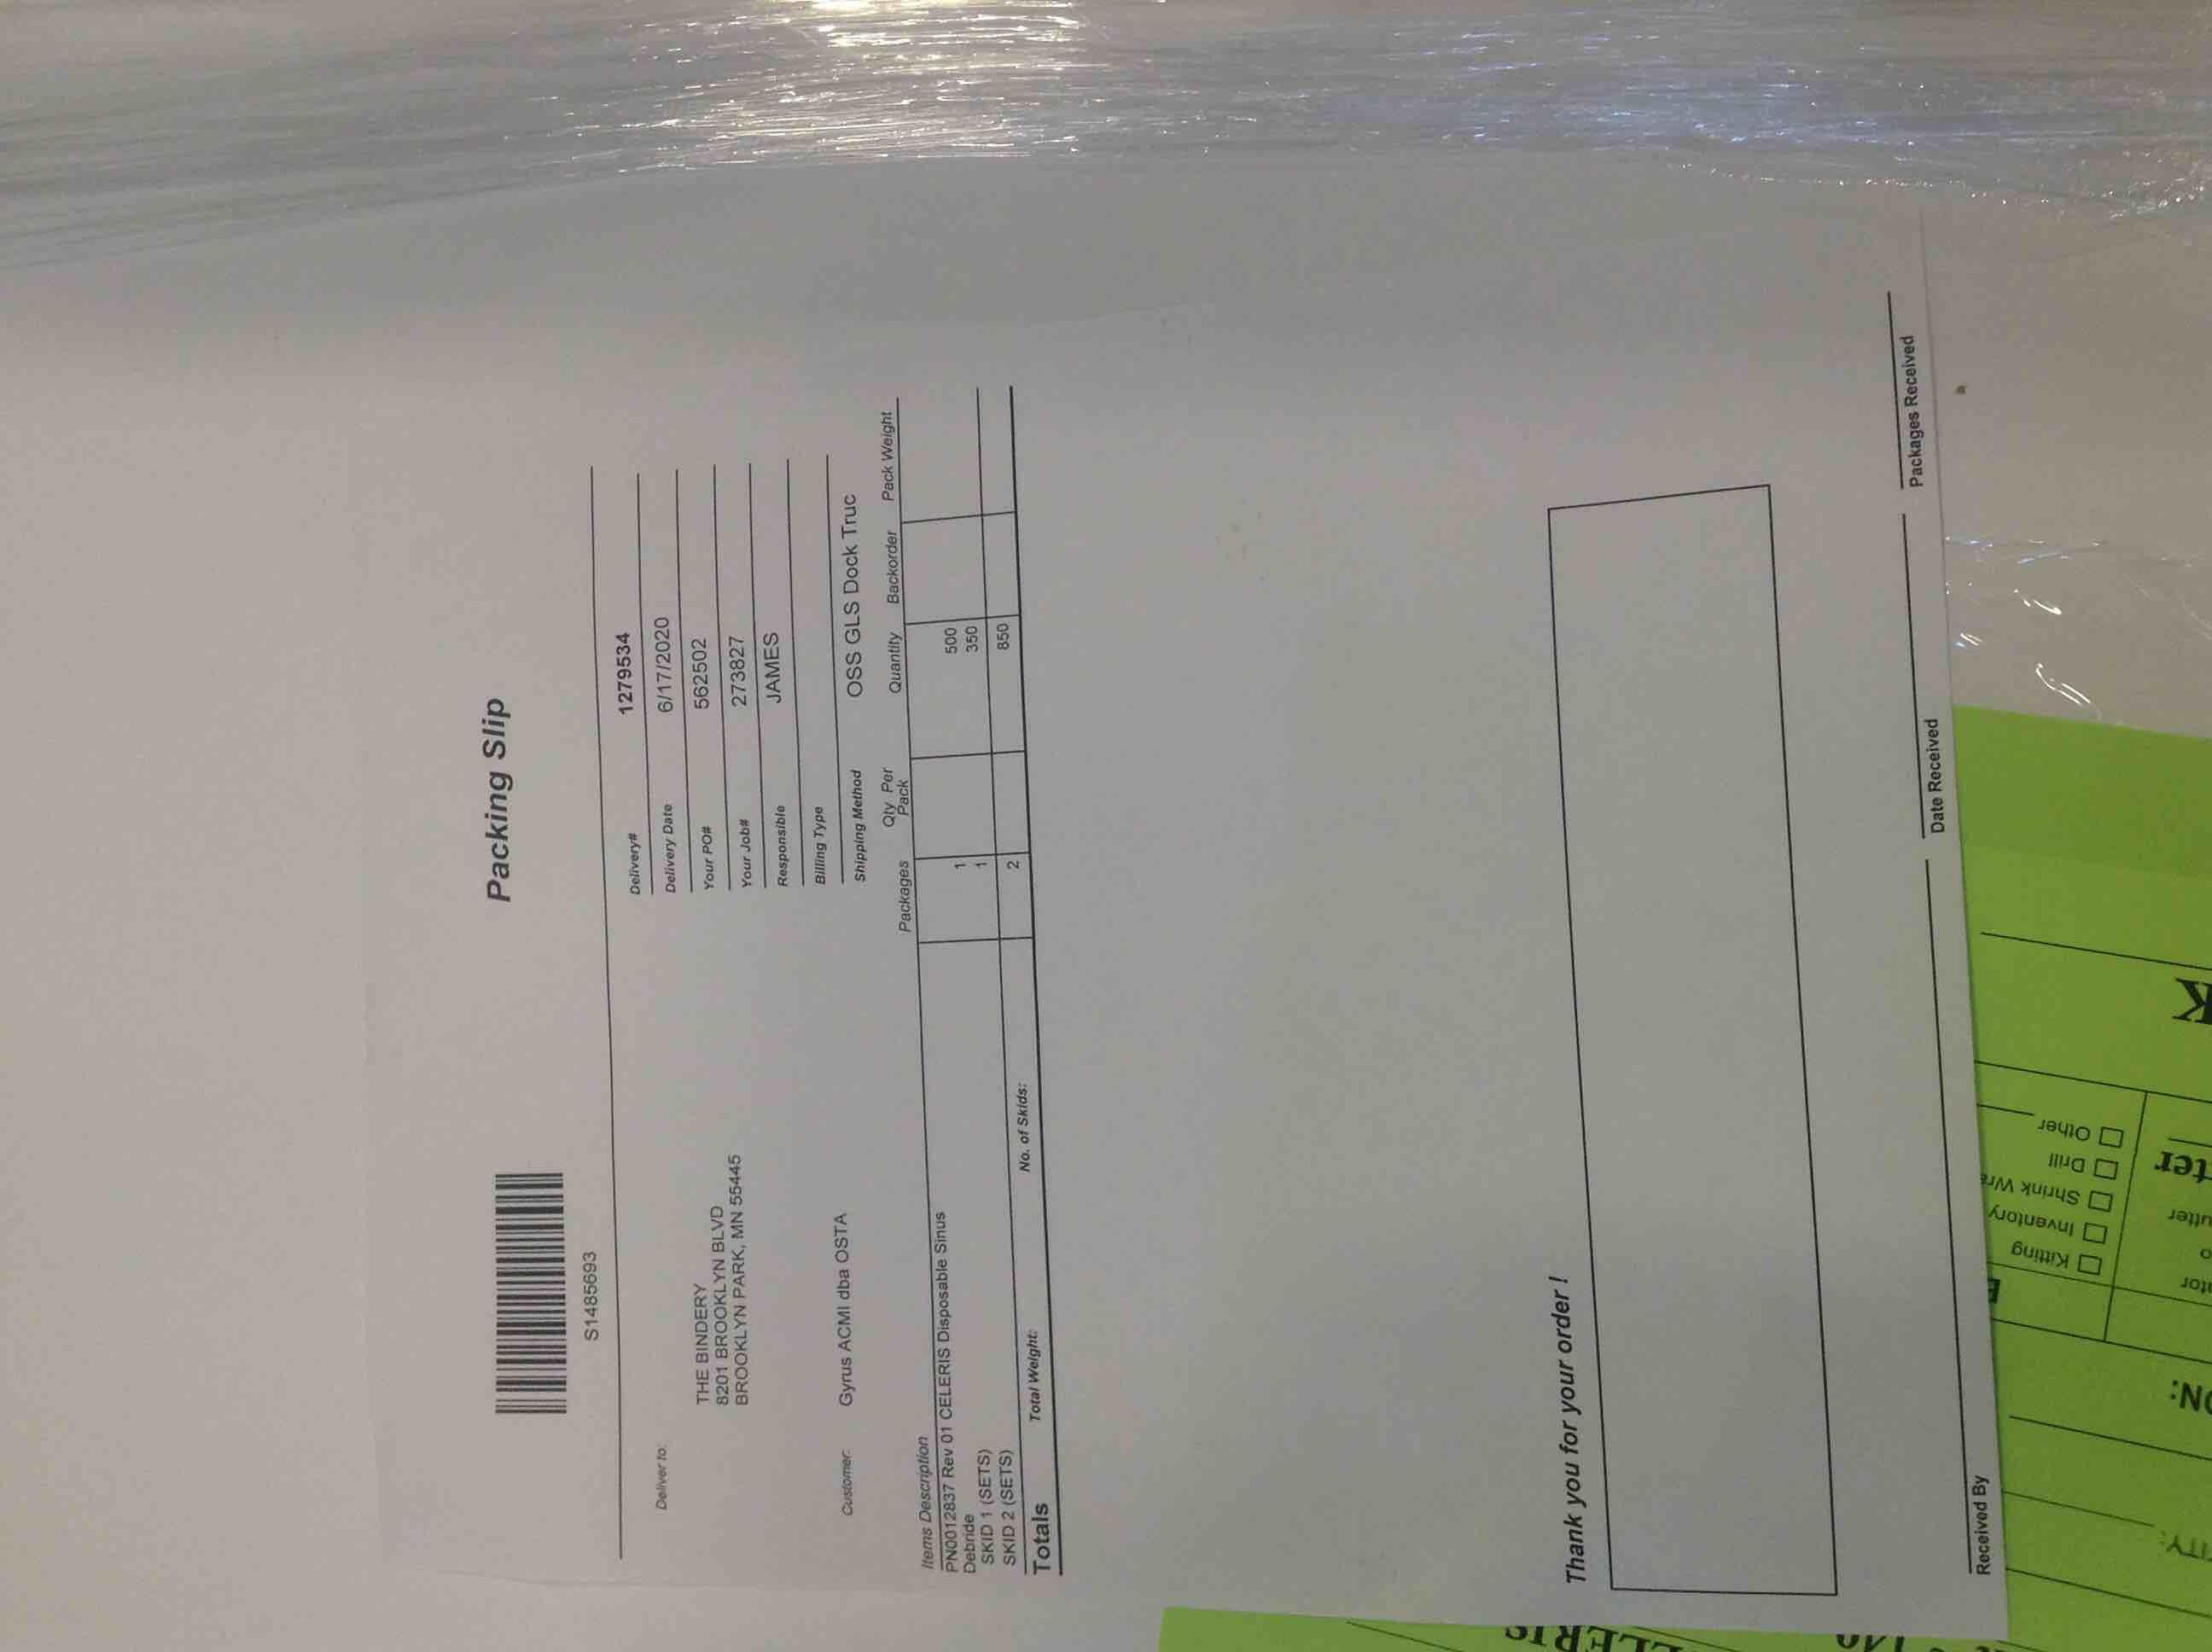 Packing Slip
S1485693
Delivery# 1279534
Delivery Date 6/17/2020
Your PO# 562502
Your Job# 273827
Responsible JAMES
Billing Type
Shipping Method OSS GLS Dock Truc
Deliver to:
THE BINDERY
8201 BROOKLYN BLVD
BROOKLYN PARK, MN 55445
Customer: Gyrus ACMI dba OSTA
Items Description Packages Qty Per Pack Quantity Backorder Pack Weight
PN0012837 Rev 01 CELERIS Disposable Sinus
Debride
SKID 1 (SETS) 1 500
SKID 2 (SETS) 1 350
Totals Total Weight: No. of Skids: 2 850
Thank you for your order !
Received By Date Received Packages Received
Kitting
Inventory
Shrink Wra
Drill
Other
K
ter
utter
ON:
ITY: